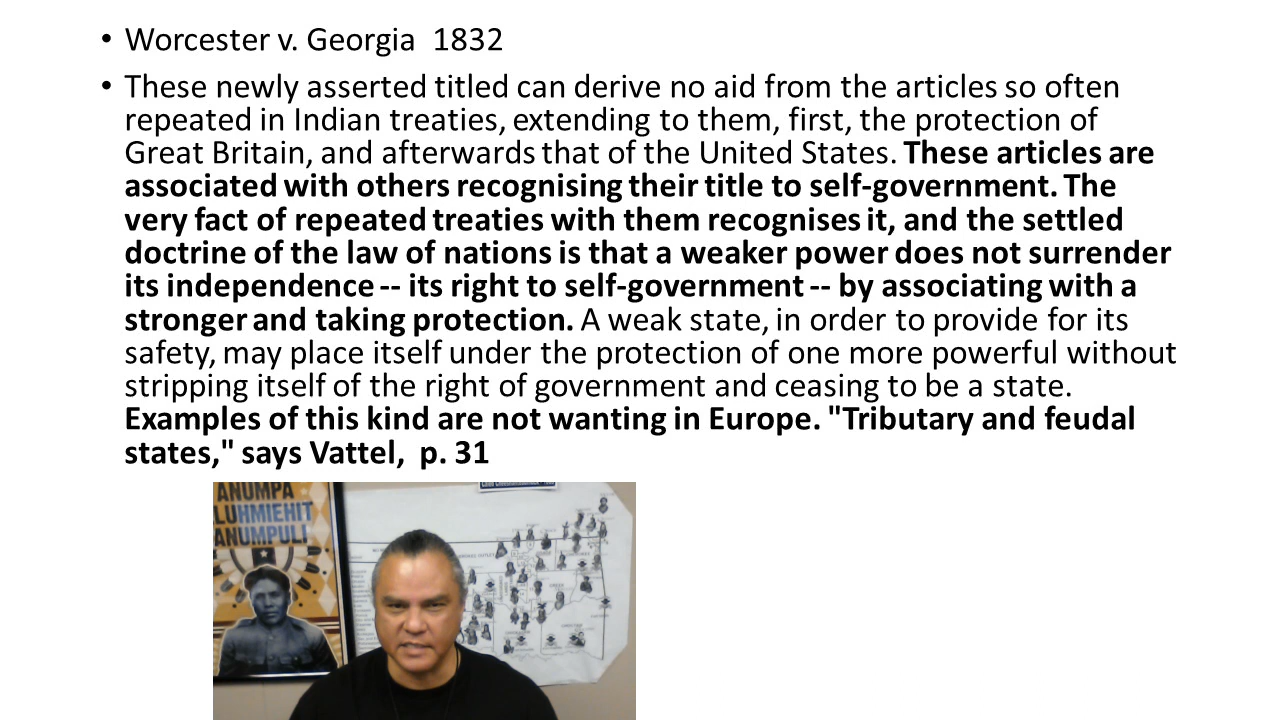 • Worcester v. Georgia 1832
• These newly asserted titled can derive no aid from the articles so often
repeated in Indian treaties, extending to them, first, the protection of
Great Britain, and afterwards that of the United States. These articles are
associated with others recognising their title to self-government. The
very fact of repeated treaties with them recognises it, and the settled
doctrine of the law of nations is that a weaker power does not surrender
its independence -- its right to self-government -- by associating with a
stronger and taking protection. A weak state, in order to provide for its
safety, may place itself under the protection of one more powerful without
stripping itself of the right of government and ceasing to be a state.
Examples of this kind are not wanting in Europe. "Tributary and feudal
states," says Vattel, p. 31
ANUMPA
LUHMIEHIT
ANUMPULI